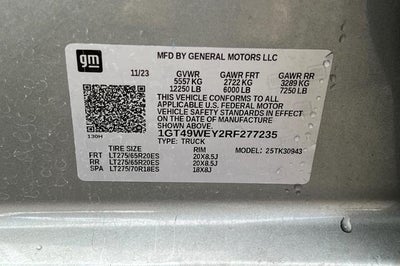 gm
MFD BY GENERAL MOTORS LLC
11/23 GVWR GAWR FRT GAWR RR
5557 KG 2722 KG 3289 KG
12250 LB 6000 LB 7250 LB
THIS VEHICLE CONFORMS TO ALL APPLICABLE
U.S. FEDERAL MOTOR
VEHICLE SAFETY STANDARDS IN EFFECT
ON THE DATE OF MANUFACTURE SHOWN ABOVE.
1GT49WEY2RF277235
130H TYPE: TRUCK
TIRE SIZE RIM MODEL: 25TK30943
FRT LT275/65R20ES 20X8.5J
RR LT275/65R20ES 20X8.5J
SPA LT275/70R18ES 18X8J